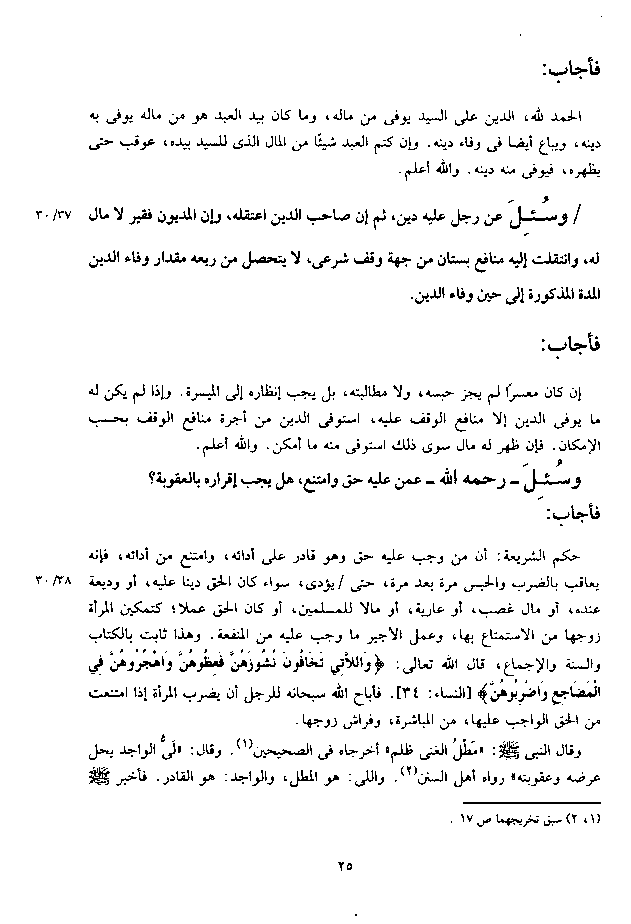 فأجاب:
الحمد لله، الدين على السيد يوفى من ماله، وما كان بيد العبد هو من ماله يوفى به
دينه، ويباع أيضا فى وفاء دينه. وإن كتم العبد شيئًا من المال الذى للسيد بيده، عوقب حتى
يظهره، فيوفى منه دينه. والله أعلم.
/ وسُئِلَ عن رجل عليه دين، ثم إن صاحب الدين اعتقله، وإن المديون فقير لا مال ٣٠/٣٧
له، وانتقلت إليه منافع بستان من جهة وقف شرعى، لا يتحصل من ريعه مقدار وفاء الدين
المدة المذكورة إلى حين وفاء الدين.
فأجاب:
إن كان معسرًا لم يجز حبسه، ولا مطالبته، بل يجب إنظاره إلى الميسرة. وإذا لم يكن له
ما يوفى الدين إلا منافع الوقف عليه، استوفى الدين من أجرة منافع الوقف بحسب
الإمكان. فإن ظهر له مال سوى ذلك استوفى منه ما أمكن. والله أعلم.
وسُئِلَ ـ رحمه الله ـ عمن عليه حق وامتنع، هل يجب إقراره بالعقوبة؟
فأجاب:
حكم الشريعة: أن من وجب عليه حق وهو قادر على أدائه، وامتنع من أدائه، فإنه
يعاقب بالضرب والحبس مرة بعد مرة، حتى /يؤدى، سواء كان الحق دينا عليه، أو وديعة ٣٠/٢٨
عنده، أو مال غصب، أو عارية، أو مالا للمسلمين، أو كان الحق عملا؛ كتمكين المرأة
زوجها من الاستمتاع بها، وعمل الأجير ما وجب عليه من المنفعة. وهذا ثابت بالكتاب
والسنة والإجماع، قال الله تعالى: ﴿وَاللاَّتِي تَخَافُونَ نُشُوزَهُنَّ فَعِظُوهُنَّ وَاهْجُرُوهُنَّ فِي
الْمَضَاجِعِ وَاضْرِبُوهُنَّ﴾ [النساء: ٣٤]. فأباح الله سبحانه للرجل أن يضرب المرأة إذا امتنعت
من الحق الواجب عليها، من المباشرة، وفراش زوجها.
وقال النبى ﷺ: «مَطْلُ الغنى ظلم» أخرجاه فى الصحيحين(١). وقال: «لَىُّ الواجد يحل
عرضه وعقوبته» رواه أهل السنن(٢). واللى: هو المطل، والواجد: هو القادر. فأخبر ﷺ
(١، ٢) سبق تخريجهما ص ١٧ .
٢٥